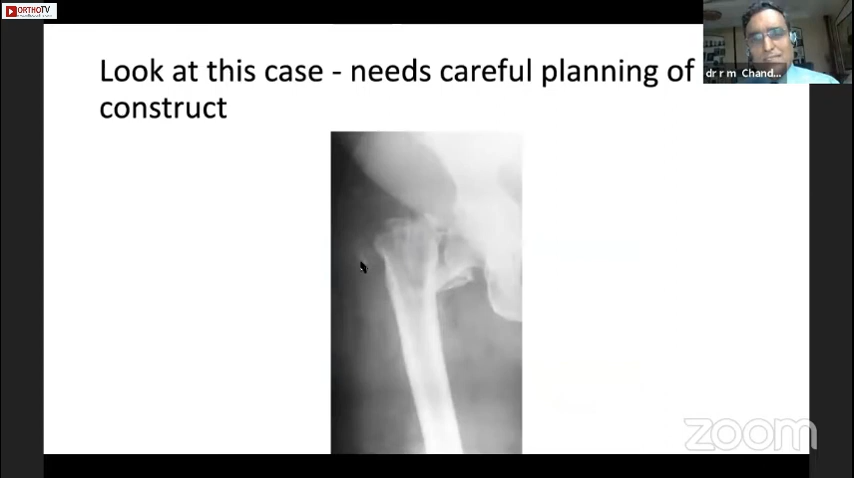 ORTHOTV
Look at this case - needs careful planning of
construct
dr r m Chand...
zoom